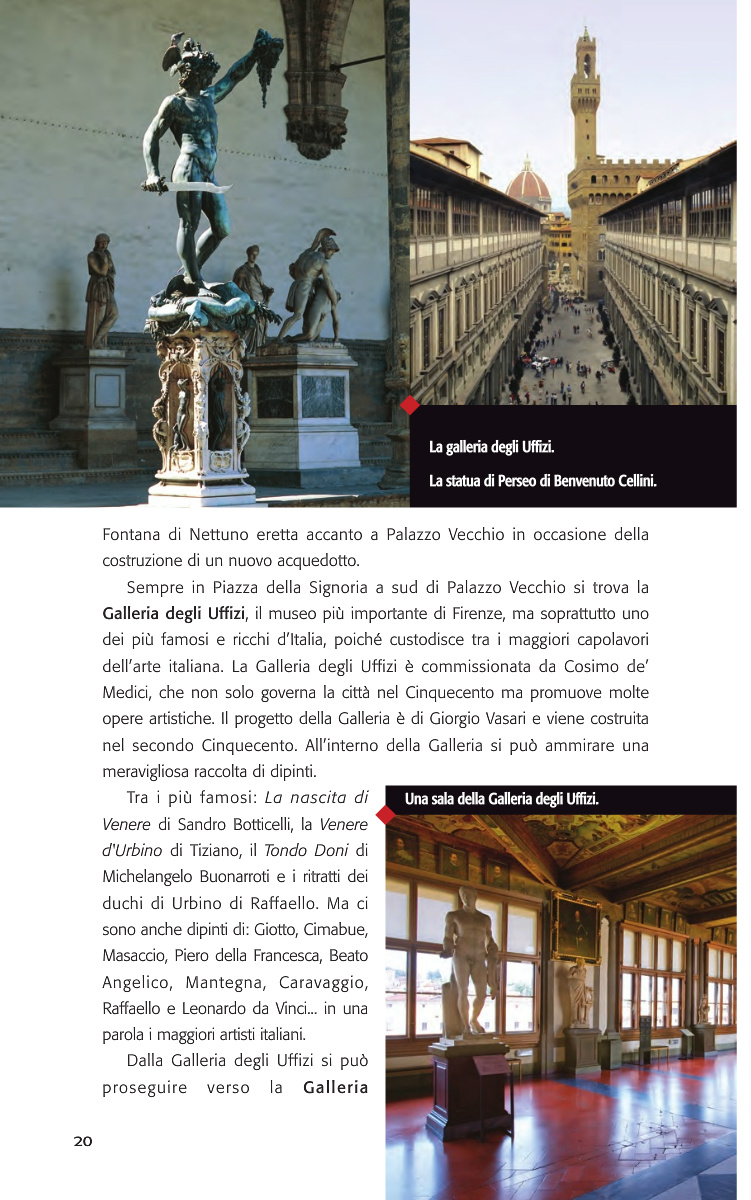 La galleria degli Uffizi.
La statua di Perseo di Benvenuto Cellini.
Fontana di Nettuno eretta accanto a Palazzo Vecchio in occasione della
costruzione di un nuovo acquedotto.
Sempre in Piazza della Signoria a sud di Palazzo Vecchio si trova la
Galleria degli Uffizi, il museo più importante di Firenze, ma soprattutto uno
dei più famosi e ricchi d’Italia, poiché custodisce tra i maggiori capolavori
dell’arte italiana. La Galleria degli Uffizi è commissionata da Cosimo de’
Medici, che non solo governa la città nel Cinquecento ma promuove molte
opere artistiche. Il progetto della Galleria è di Giorgio Vasari e viene costruita
nel secondo Cinquecento. All’interno della Galleria si può ammirare una
meravigliosa raccolta di dipinti.
Tra i più famosi: La nascita di
Venere di Sandro Botticelli, la Venere
d'Urbino di Tiziano, il Tondo Doni di
Michelangelo Buonarroti e i ritratti dei
duchi di Urbino di Raffaello. Ma ci
sono anche dipinti di: Giotto, Cimabue,
Masaccio, Piero della Francesca, Beato
Angelico, Mantegna, Caravaggio,
Raffaello e Leonardo da Vinci... in una
parola i maggiori artisti italiani.
Dalla Galleria degli Uffizi si può
proseguire verso la Galleria
Una sala della Galleria degli Uffizi.
20